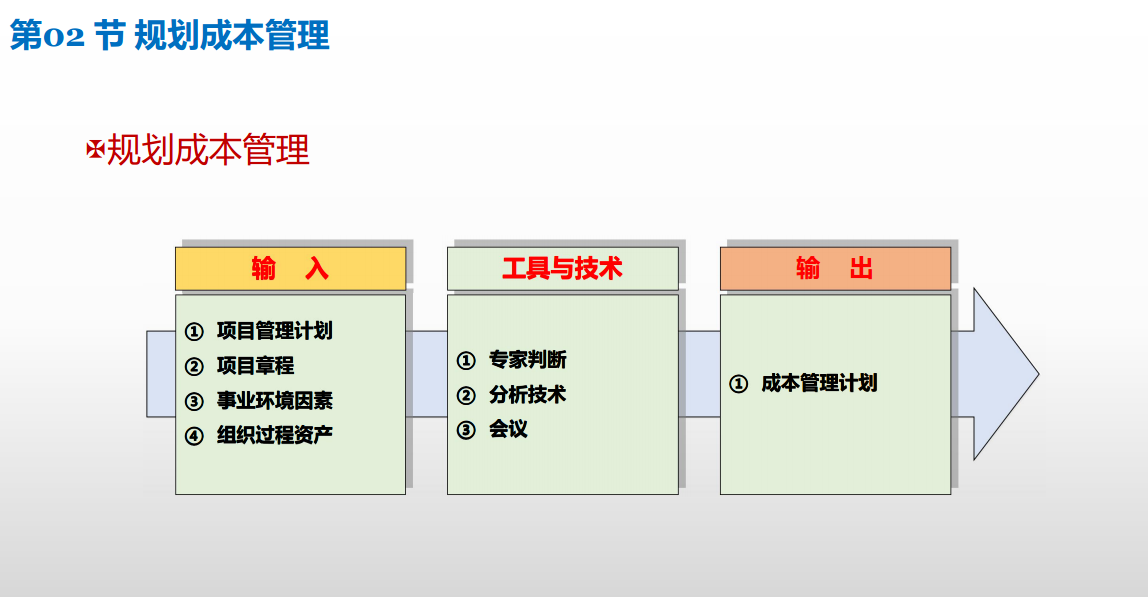 第02 节 规划成本管理
✠规划成本管理
输 入
① 项目管理计划
② 项目章程
③ 事业环境因素
④ 组织过程资产
工具与技术
① 专家判断
② 分析技术
③ 会议
输 出
① 成本管理计划